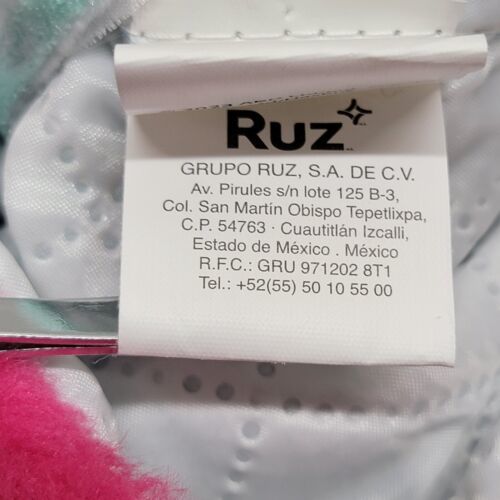 Ruz
GRUPO RUZ, S.A. DE C.V.
Av. Pirules s/n lote 125 B-3,
Col. San Martín Obispo Tepetlixpa,
C.P. 54763 · Cuautitlán Izcalli,
Estado de México . México
R.F.C.: GRU 971202 8T1
Tel.: +52(55) 50 10 55 00